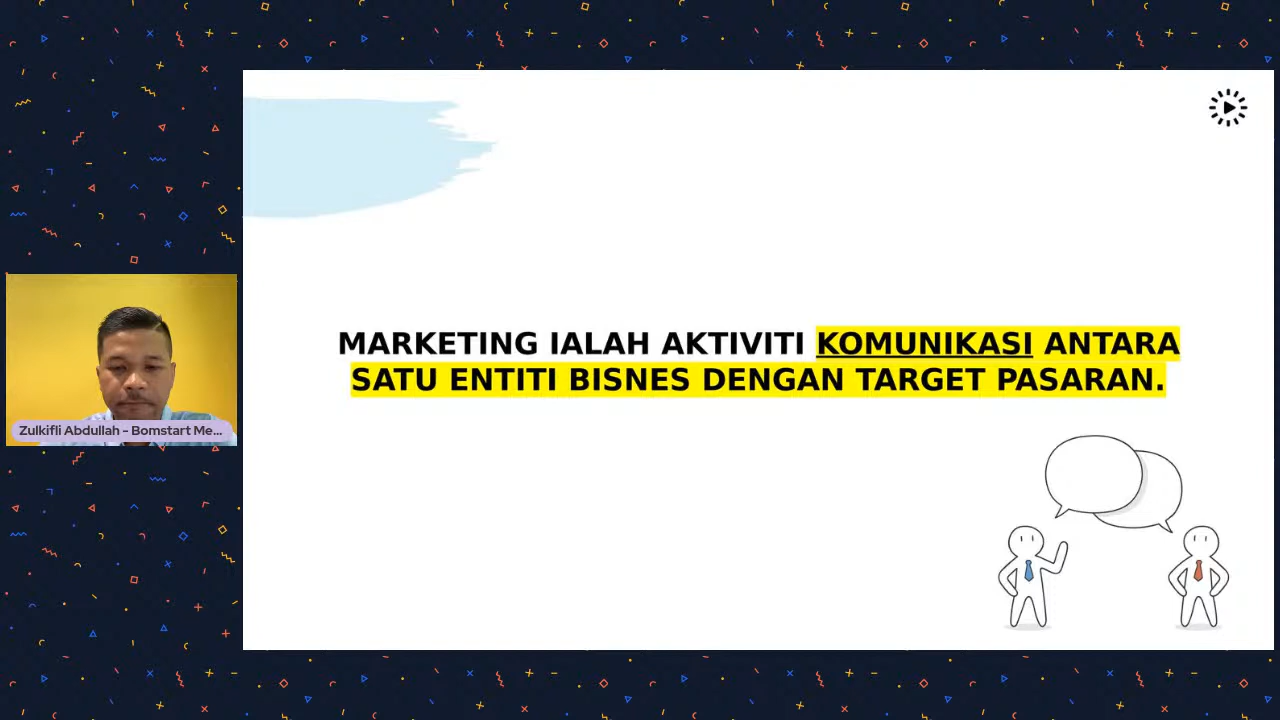 MARKETING IALAH AKTIVITI KOMUNIKASI ANTARA
SATU ENTITI BISNES DENGAN TARGET PASARAN.
Zulkifli Abdullah - Bomstart Me...